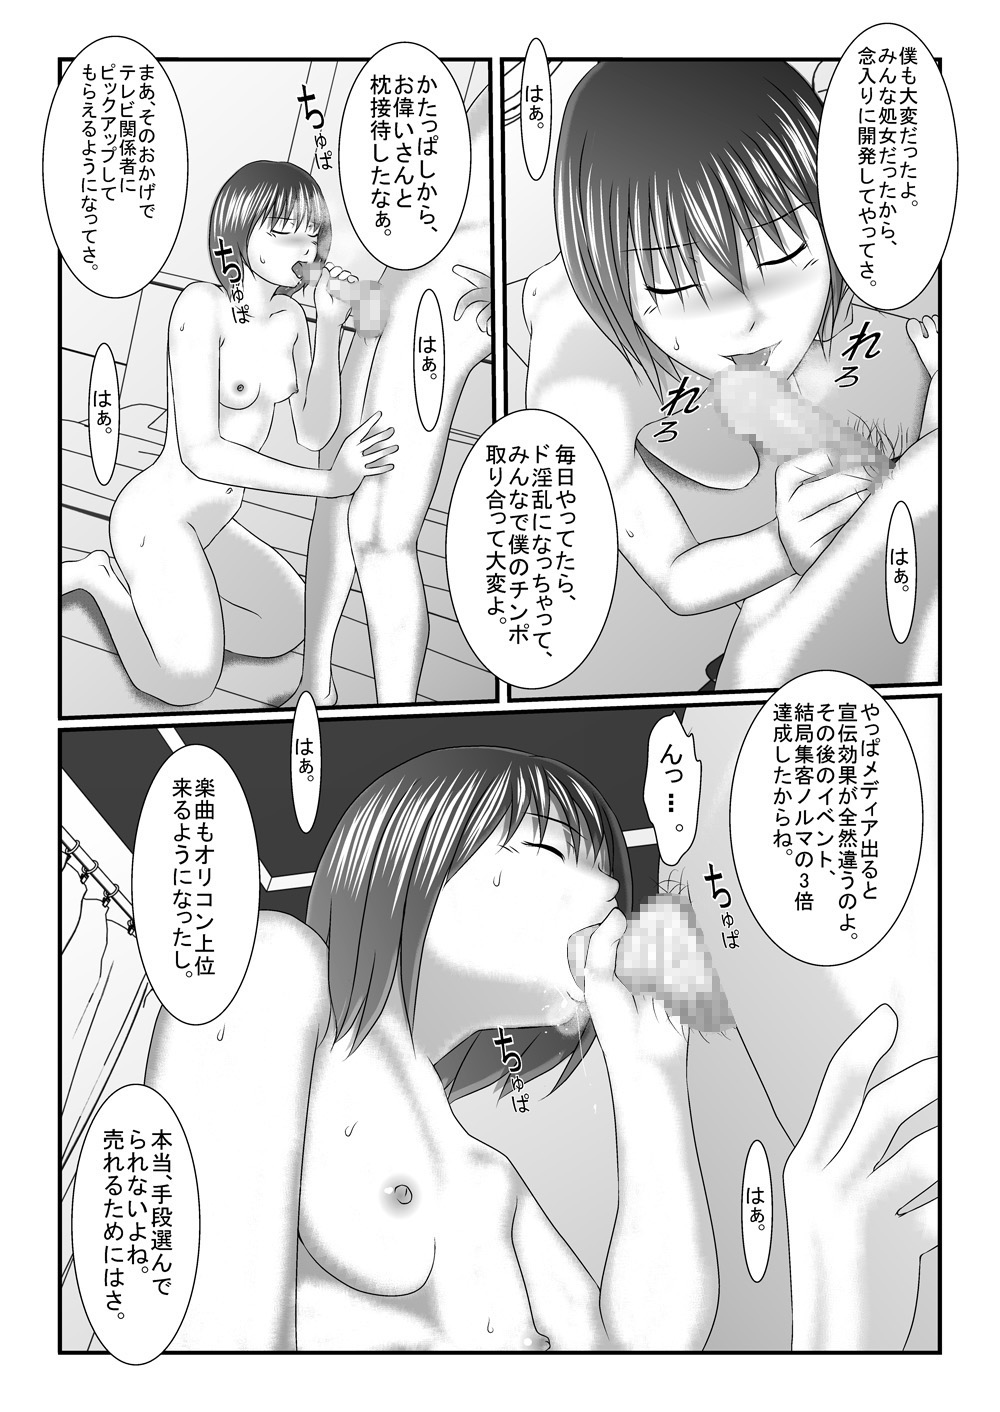 僕も大変だったよ。
みんな処女だったから、
念入りに開発してやってさ。
はぁ。
れろ
れろ
はぁ。
毎日やってたら、
ド淫乱になっちゃって、
みんなで僕のチンポ
取り合って大変よ。
かたっぱしから、
お偉いさんと
枕接待したなぁ。
ちゅぱ
はぁ。
まあ、そのおかげで
テレビ関係者に
ピックアップして
もらえるようになってさ。
ちゅぱ
はぁ。
やっぱメディア出ると
宣伝効果が全然違うのよ。
その後のイベント、
結局集客ノルマの3倍
達成したからね。
んっ…。
ちゅぱ
はぁ。
はぁ。
楽曲もオリコン上位
来るようになったし。
ちゅぱ
本当、手段選んで
られないよね。
売れるためにはさ。